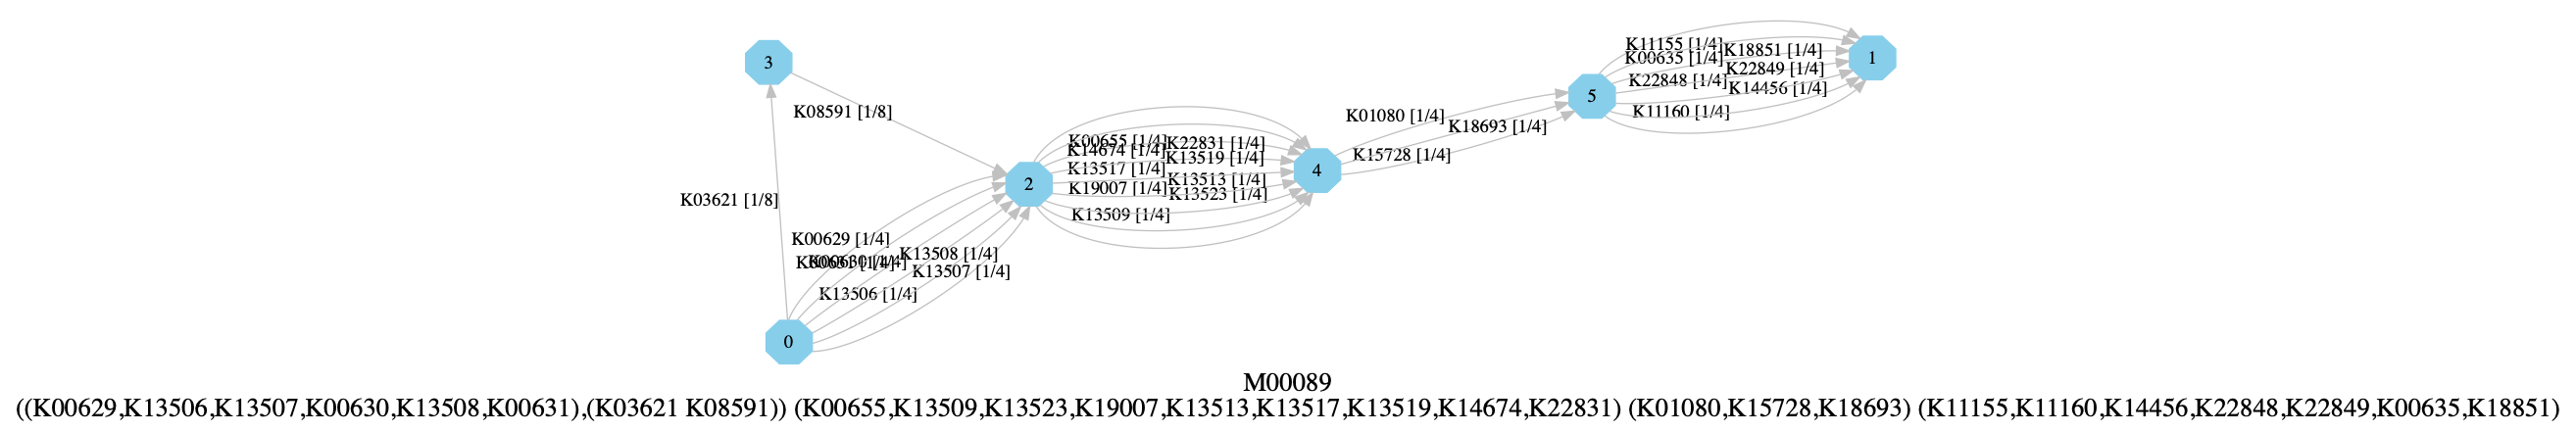 K11155 [1/4]
K18851 [1/4]
K00635 [1/4]
1
3
K22849 [1/4]
K22848 [1/4]
K14456 [1/4]
5
K08591 [1/8]
K11160 [1/4]
K01080 [1/4]
K18693 [1/4]
K00655 [1/4]
K22831 [1/4]
K14674 [1/4]
K13519 [1/4]
K15728 [1/4]
K13517 [1/4]
4
K13513 [1/4]
2
K19007 [1/4]
K13523 [1/4]
K03621 [1/8]
K13509 [1/4]
K00629 [1/4]
K13508 [1/4]
K00630 [1/4]
K00631 [1/4]
K13507 [1/4]
K13506 [1/4]
0
M00089
((K00629,K13506,K13507,K00630,K13508,K00631),(K03621 K08591)) (K00655,K13509,K13523,K19007,K13513,K13517,K13519,K14674,K22831) (K01080,K15728,K18693) (K11155,K11160,K14456,K22848,K22849,K00635,K18851)